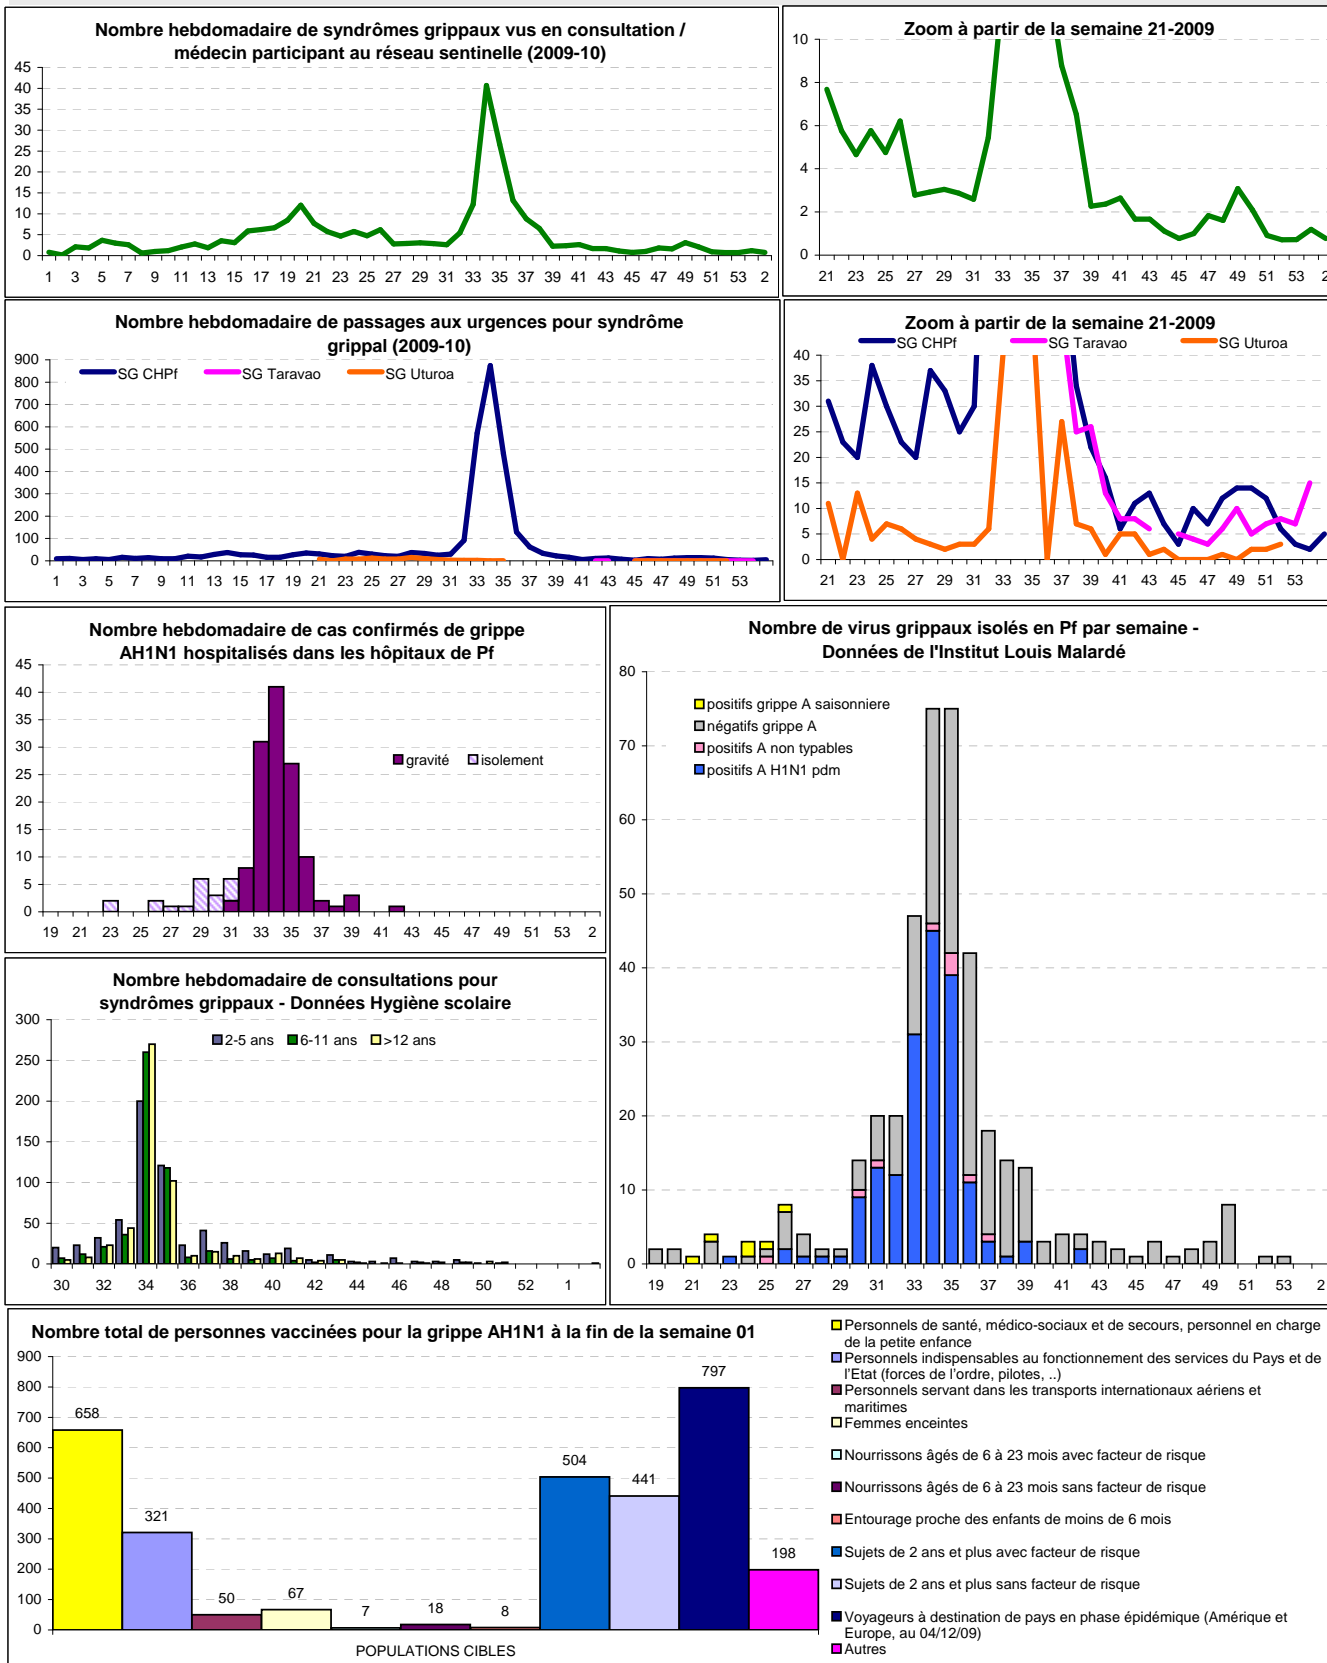 Nombre hebdomadaire de syndrômes grippaux vus en consultation /
médecin participant au réseau sentinelle (2009-10)
45
40
35
30
25
20
15
10
5
0
1 3 5 7 9 11 13 15 17 19 21 23 25 27 29 31 33 35 37 39 41 43 45 47 49 51 53 2
Zoom à partir de la semaine 21-2009
10
8
6
4
2
0
21 23 25 27 29 31 33 35 37 39 41 43 45 47 49 51 53 2
Nombre hebdomadaire de passages aux urgences pour syndrôme
grippal (2009-10)
SG CHPf SG Taravao SG Uturoa
900
800
700
600
500
400
300
200
100
0
1 3 5 7 9 11 13 15 17 19 21 23 25 27 29 31 33 35 37 39 41 43 45 47 49 51 53
Zoom à partir de la semaine 21-2009
SG CHPf SG Taravao SG Uturoa
40
35
30
25
20
15
10
5
0
21 23 25 27 29 31 33 35 37 39 41 43 45 47 49 51 53
Nombre hebdomadaire de cas confirmés de grippe
AH1N1 hospitalisés dans les hôpitaux de Pf
45
40
35
30
25
20
15
10
5
0
gravité isolement
19 21 23 25 27 29 31 33 35 37 39 41 43 45 47 49 51 53 2
Nombre de virus grippaux isolés en Pf par semaine -
Données de l'Institut Louis Malardé
80
70
60
50
40
30
20
10
0
positifs grippe A saisonniere
négatifs grippe A
positifs A non typables
positifs A H1N1 pdm
19 21 23 25 27 29 31 33 35 37 39 41 43 45 47 49 51 53 2
Nombre hebdomadaire de consultations pour
syndrômes grippaux - Données Hygiène scolaire
300
250
200
150
100
50
0
2-5 ans 6-11 ans >12 ans
30 32 34 36 38 40 42 44 46 48 50 52 1
Nombre total de personnes vaccinées pour la grippe AH1N1 à la fin de la semaine 01
900
800
700
600
500
400
300
200
100
0
658
321
50
67
7
18
8
504
441
797
198
POPULATIONS CIBLES
Personnels de santé, médico-sociaux et de secours, personnel en charge
de la petite enfance
Personnels indispensables au fonctionnement des services du Pays et de
l'Etat (forces de l'ordre, pilotes, ..)
Personnels servant dans les transports internationaux aériens et
maritimes
Femmes enceintes
Nourrissons âgés de 6 à 23 mois avec facteur de risque
Nourrissons âgés de 6 à 23 mois sans facteur de risque
Entourage proche des enfants de moins de 6 mois
Sujets de 2 ans et plus avec facteur de risque
Sujets de 2 ans et plus sans facteur de risque
Voyageurs à destination de pays en phase épidémique (Amérique et
Europe, au 04/12/09)
Autres